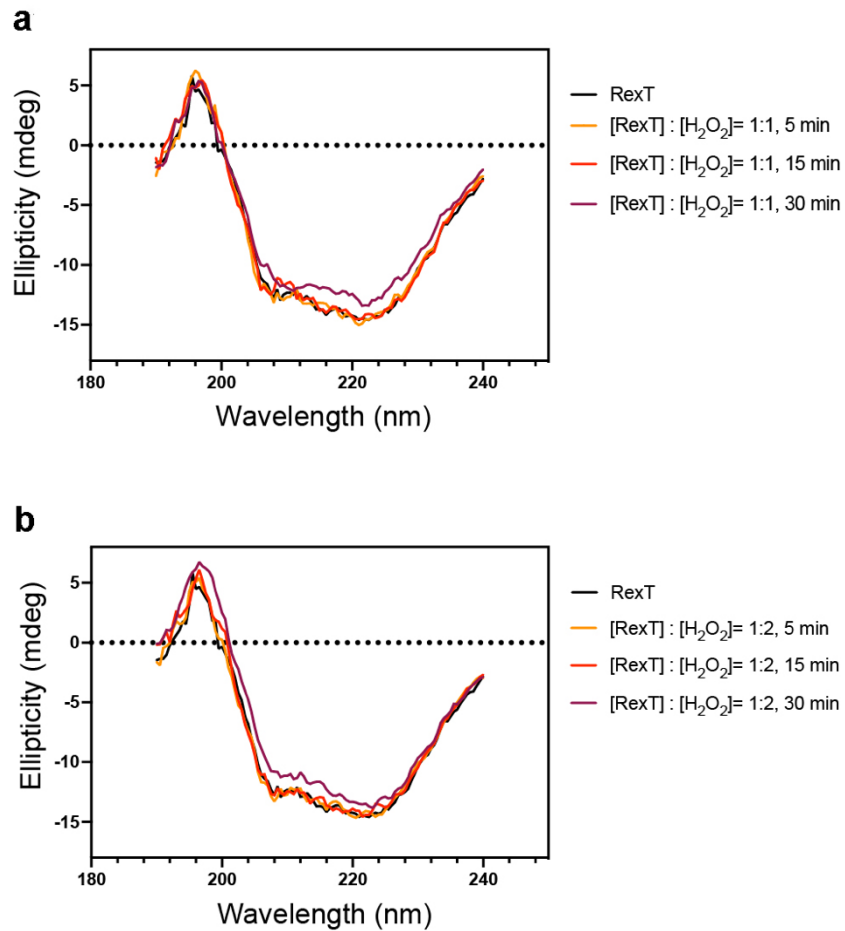 a
Ellipticity (mdeg)
5
0
-5
-10
-15
180
200
220
240
Wavelength (nm)
RexT
[RexT] : [H₂O₂]= 1:1, 5 min
[RexT] : [H₂O₂]= 1:1, 15 min
[RexT] : [H₂O₂]= 1:1, 30 min
b
Ellipticity (mdeg)
5
0
-5
-10
-15
180
200
220
240
Wavelength (nm)
RexT
[RexT] : [H₂O₂]= 1:2, 5 min
[RexT] : [H₂O₂]= 1:2, 15 min
[RexT] : [H₂O₂]= 1:2, 30 min